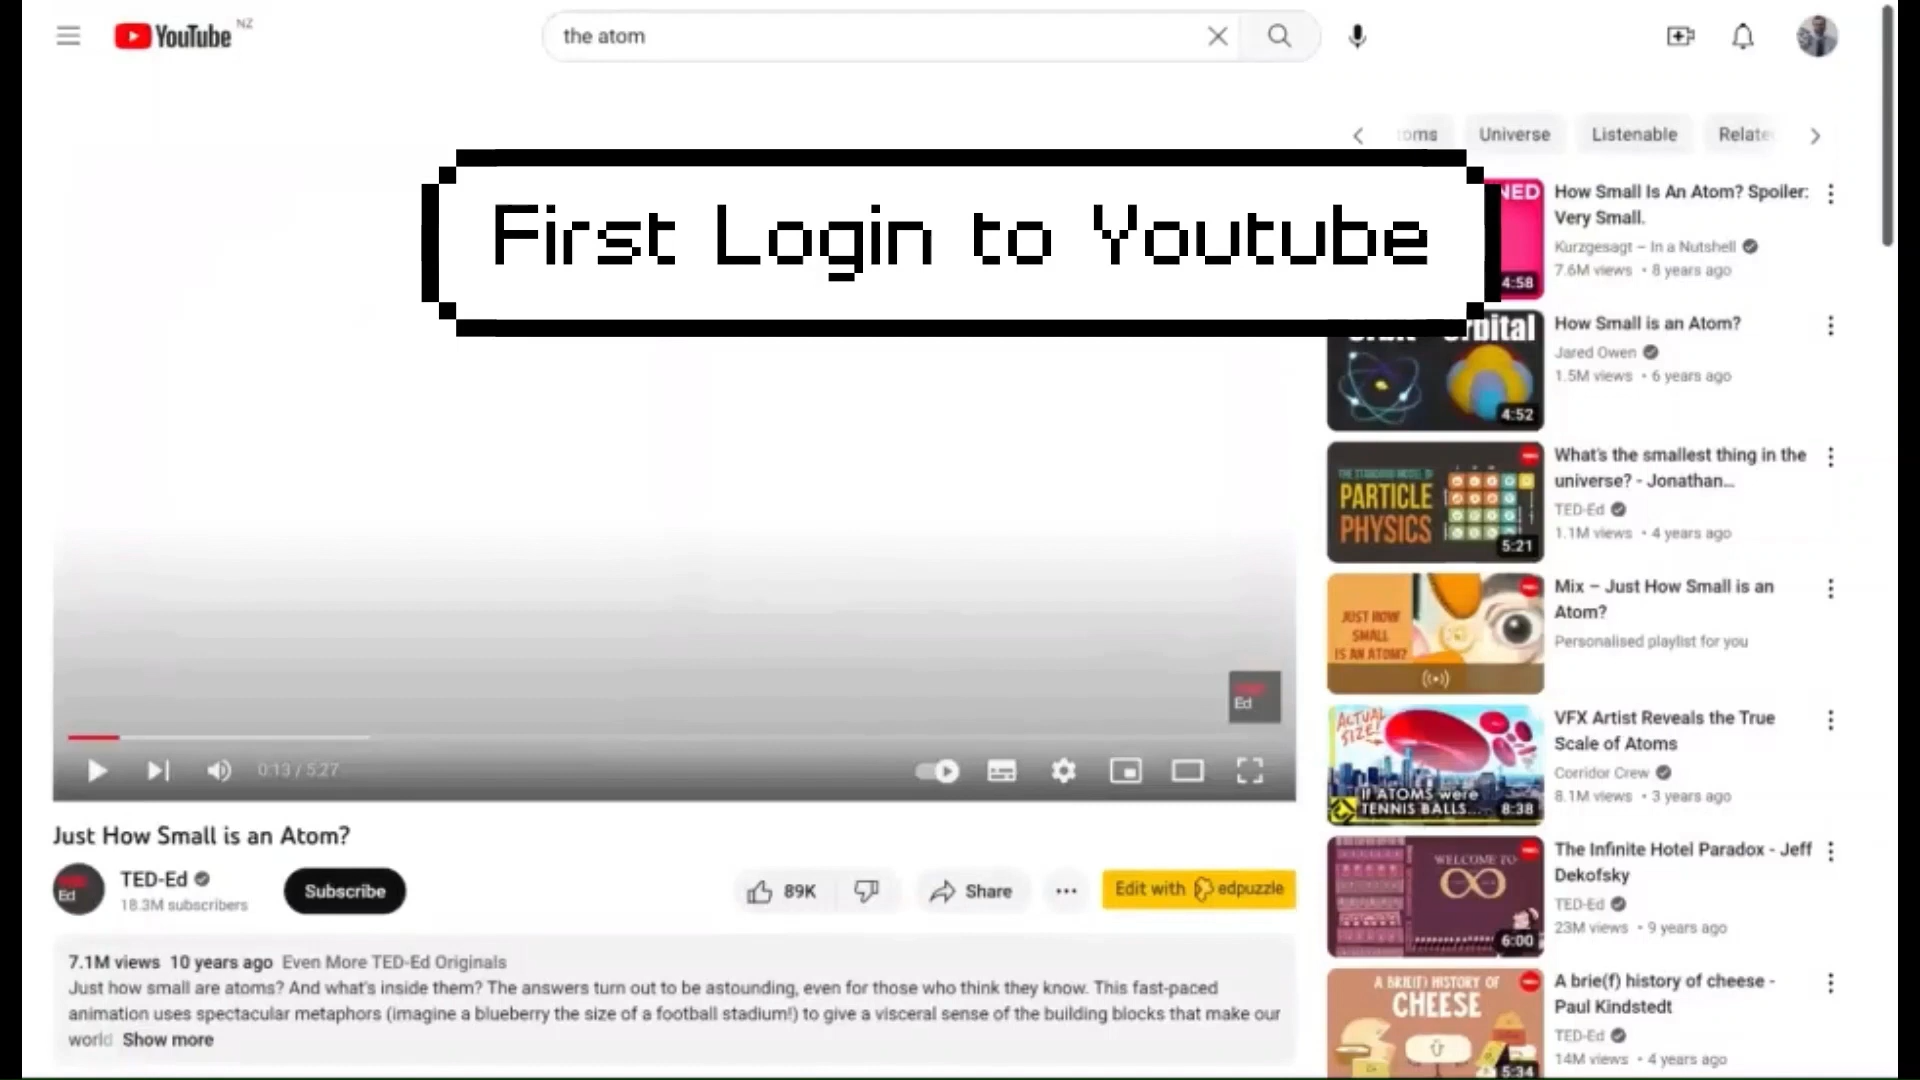 YouTube NZ
the atom
oms Universe Listenable Relate
First Login to Youtube
NED
4:58
How Small Is An Atom? Spoiler:
Very Small.
Kurzgesagt – In a Nutshell
7.6M views • 8 years ago
Orbital
4:52
How Small is an Atom?
Jared Owen
1.5M views • 6 years ago
THE STANDARD MODEL OF
PARTICLE
PHYSICS
5:21
What's the smallest thing in the
universe? - Jonathan...
TED-Ed
1.1M views • 4 years ago
JUST HOW
SMALL
IS AN ATOM?
Mix – Just How Small is an
Atom?
Personalised playlist for you
ACTUAL
SIZE!
IF ATOMS were
TENNIS BALLS...
8:38
VFX Artist Reveals the True
Scale of Atoms
Corridor Crew
8.1M views • 3 years ago
WELCOME TO
6:00
The Infinite Hotel Paradox - Jeff
Dekofsky
TED-Ed
23M views • 9 years ago
A BRIE(F) HISTORY OF
CHEESE
5:34
A brie(f) history of cheese -
Paul Kindstedt
TED-Ed
14M views • 4 years ago
Ed
0:13 / 5:27
Just How Small is an Atom?
Ed
TED-Ed
18.3M subscribers
Subscribe
89K
Share
Edit with edpuzzle
7.1M views 10 years ago Even More TED-Ed Originals
Just how small are atoms? And what's inside them? The answers turn out to be astounding, even for those who think they know. This fast-paced
animation uses spectacular metaphors (imagine a blueberry the size of a football stadium!) to give a visceral sense of the building blocks that make our
world Show more